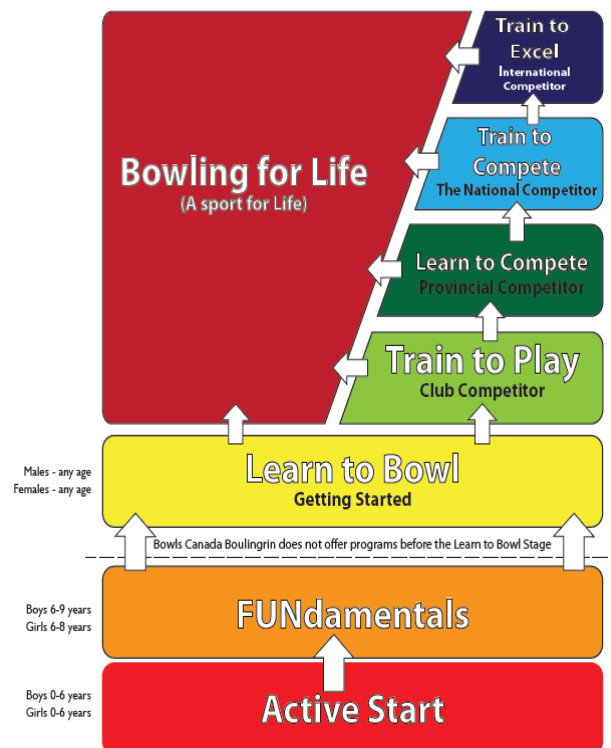 Train to
Excel
International
Competitor
Train to
Compete
The National Competitor
Bowling for Life
(A sport for Life)
Learn to Compete
Provincial Competitor
Train to Play
Club Competitor
Males - any age
Females - any age
Learn to Bowl
Getting Started
Bowls Canada Boulingrin does not offer programs before the Learn to Bowl Stage
Boys 6-9 years
Girls 6-8 years
FUNdamentals
Boys 0-6 years
Girls 0-6 years
Active Start